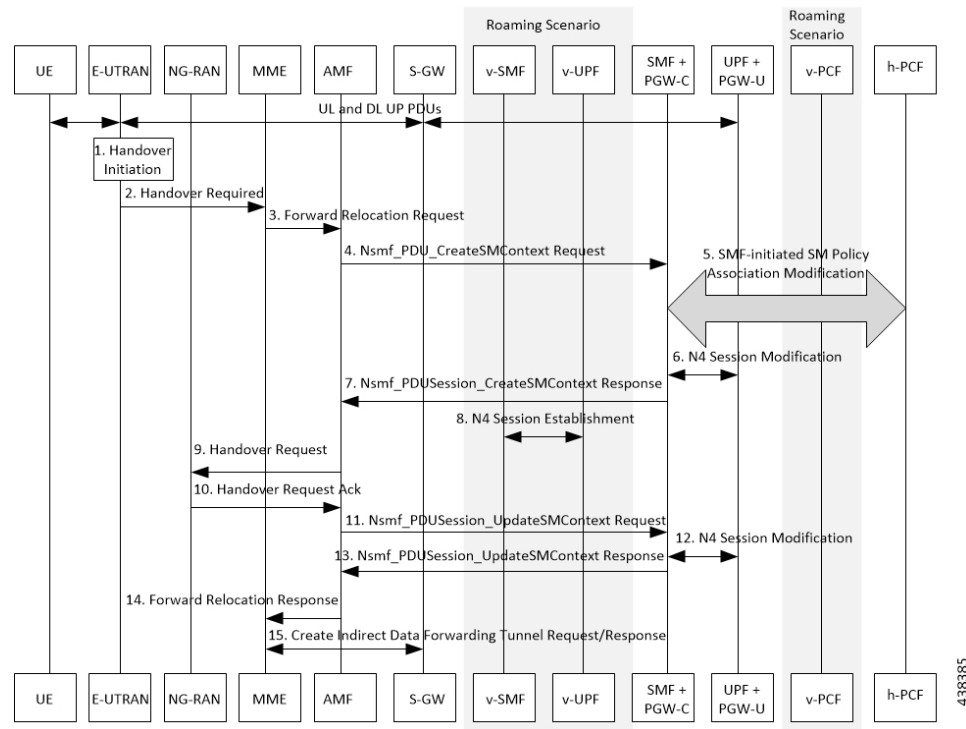 Roaming Scenario
Roaming
Scenario
UE
E-UTRAN
NG-RAN
MME
AMF
S-GW
v-SMF
v-UPF
SMF +
PGW-C
UPF +
PGW-U
v-PCF
h-PCF
UL and DL UP PDUs
1. Handover
Initiation
2. Handover Required
3. Forward Relocation Request
4. Nsmf_PDU_CreateSMContext Request
5. SMF-initiated SM Policy
Association Modification
6. N4 Session Modification
7. Nsmf_PDUSession_CreateSMContext Response
8. N4 Session Establishment
9. Handover Request
10. Handover Request Ack
11. Nsmf_PDUSession_UpdateSMContext Request
12. N4 Session Modification
13. Nsmf_PDUSession_UpdateSMContext Response
14. Forward Relocation Response
15. Create Indirect Data Forwarding Tunnel Request/Response
UE
E-UTRAN
NG-RAN
MME
AMF
S-GW
v-SMF
v-UPF
SMF +
PGW-C
UPF +
PGW-U
v-PCF
h-PCF
438385